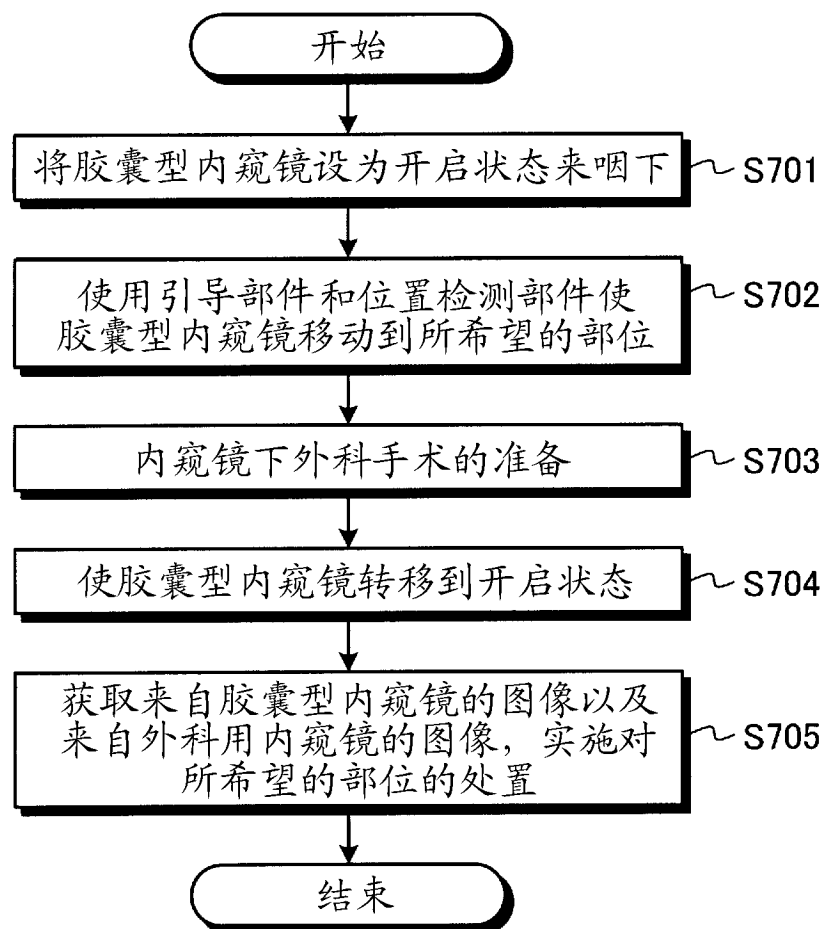 开始
将胶囊型内窥镜设为开启状态来咽下
S701
使用引导部件和位置检测部件使
胶囊型内窥镜移动到所希望的部位
S702
内窥镜下外科手术的准备
S703
使胶囊型内窥镜转移到开启状态
S704
获取来自胶囊型内窥镜的图像以及
来自外科用内窥镜的图像，实施对
所希望的部位的处置
S705
结束